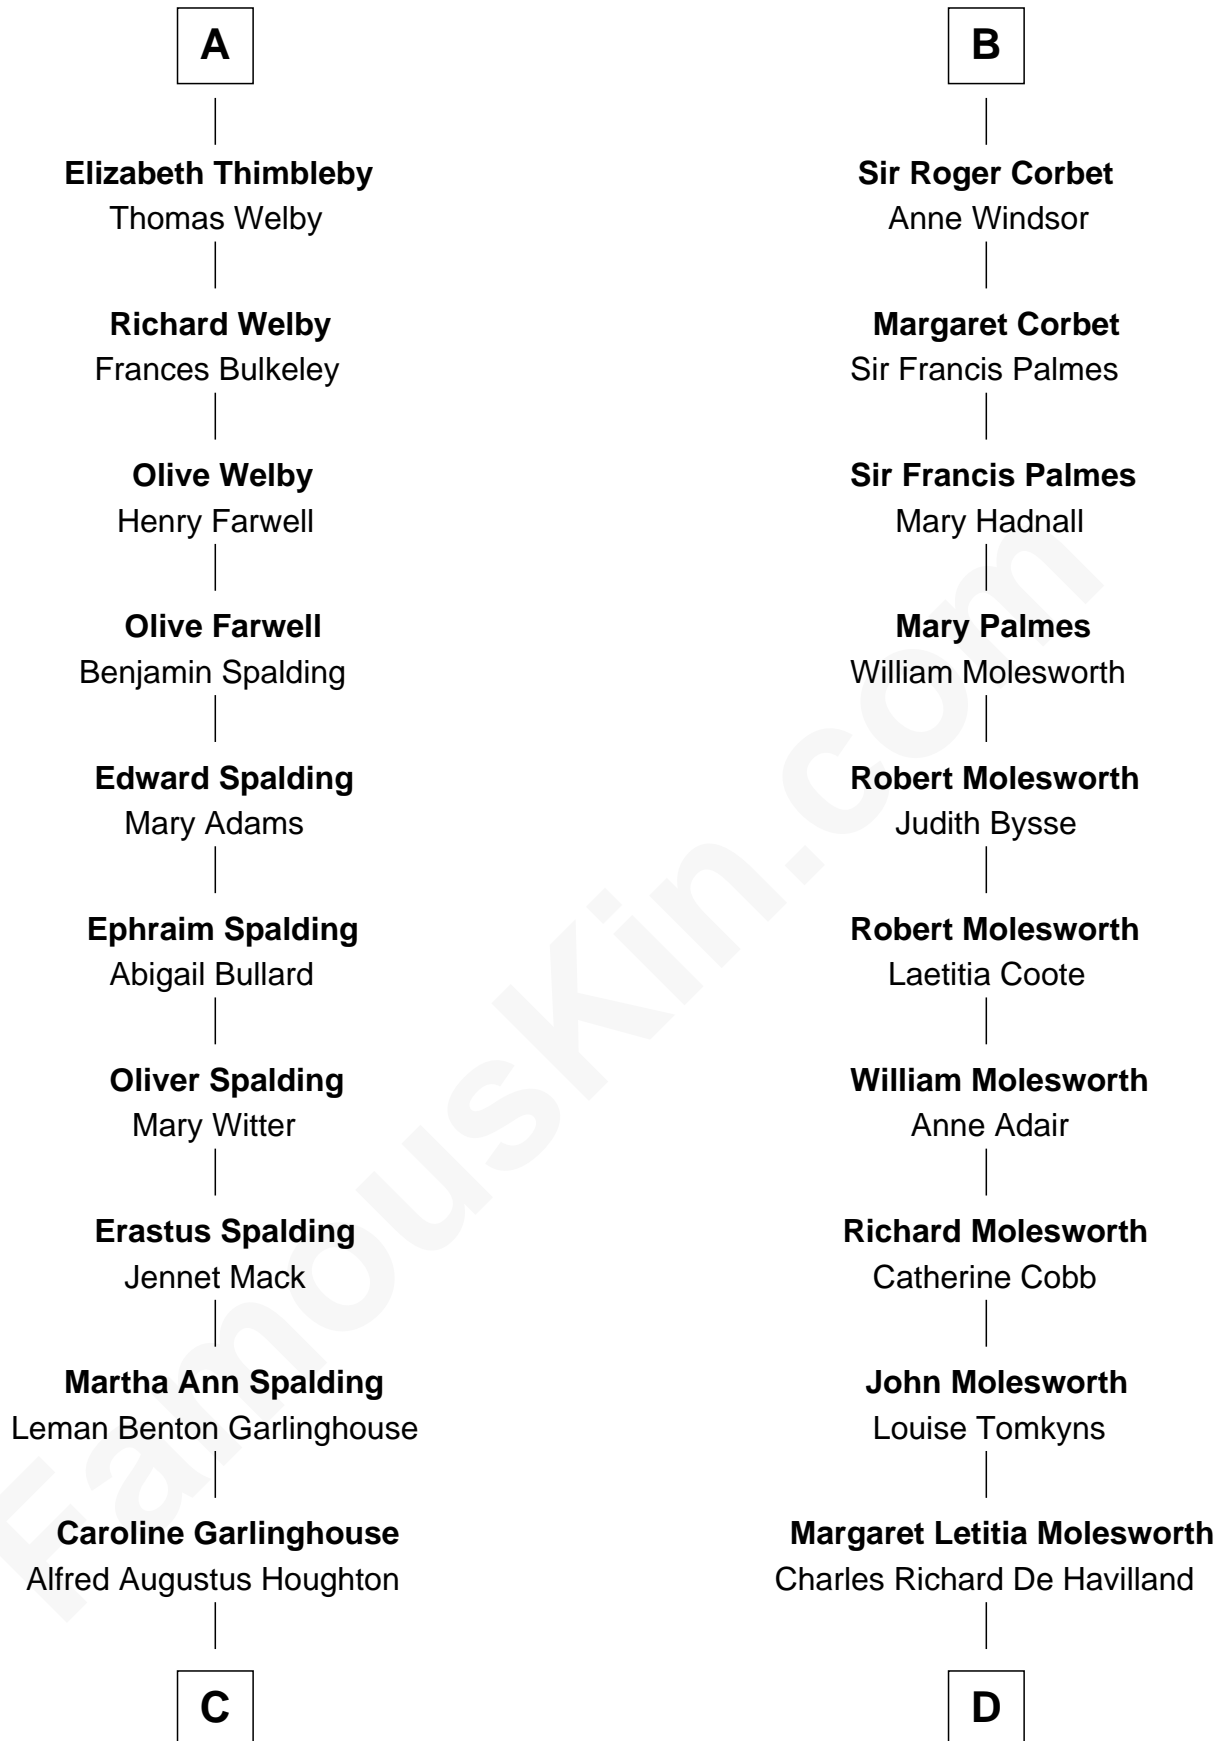 A
Elizabeth Thimbleby
Thomas Welby
Richard Welby
Frances Bulkeley
Olive Welby
Henry Farwell
Olive Farwell
Benjamin Spalding
Edward Spalding
Mary Adams
Ephraim Spalding
Abigail Bullard
Oliver Spalding
Mary Witter
Erastus Spalding
Jennet Mack
Martha Ann Spalding
Leman Benton Garlinghouse
Caroline Garlinghouse
Alfred Augustus Houghton
C
B
Sir Roger Corbet
Anne Windsor
Margaret Corbet
Sir Francis Palmes
Sir Francis Palmes
Mary Hadnall
Mary Palmes
William Molesworth
Robert Molesworth
Judith Bysse
Robert Molesworth
Laetitia Coote
William Molesworth
Anne Adair
Richard Molesworth
Catherine Cobb
John Molesworth
Louise Tomkyns
Margaret Letitia Molesworth
Charles Richard De Havilland
D
FamousKin.com